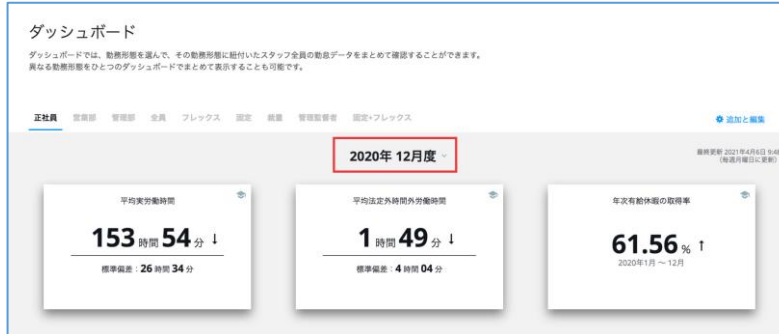 ダッシュボード
ダッシュボードでは、勤務形態を選んで、その勤務形態に紐付いたスタッフ全員の勤怠データをまとめて確認することができます。
異なる勤務形態をひとつのダッシュボードでまとめて表示することも可能です。
正社員 営業部 管理部 全員 フレックス 固定 裁量 管理監督者 固定+フレックス 追加と編集
2020年 12月度
最終更新 2021年4月6日 9:48
(毎週月曜日に更新)
平均実労働時間 平均法定外時間外労働時間 年次有給休暇の取得率
153 時間 54 分 ↓ 1 時間 49 分 ↓ 61.56 % ↑
標準偏差：26 時間 34 分 標準偏差：4 時間 04 分 2020年1月 〜 12月